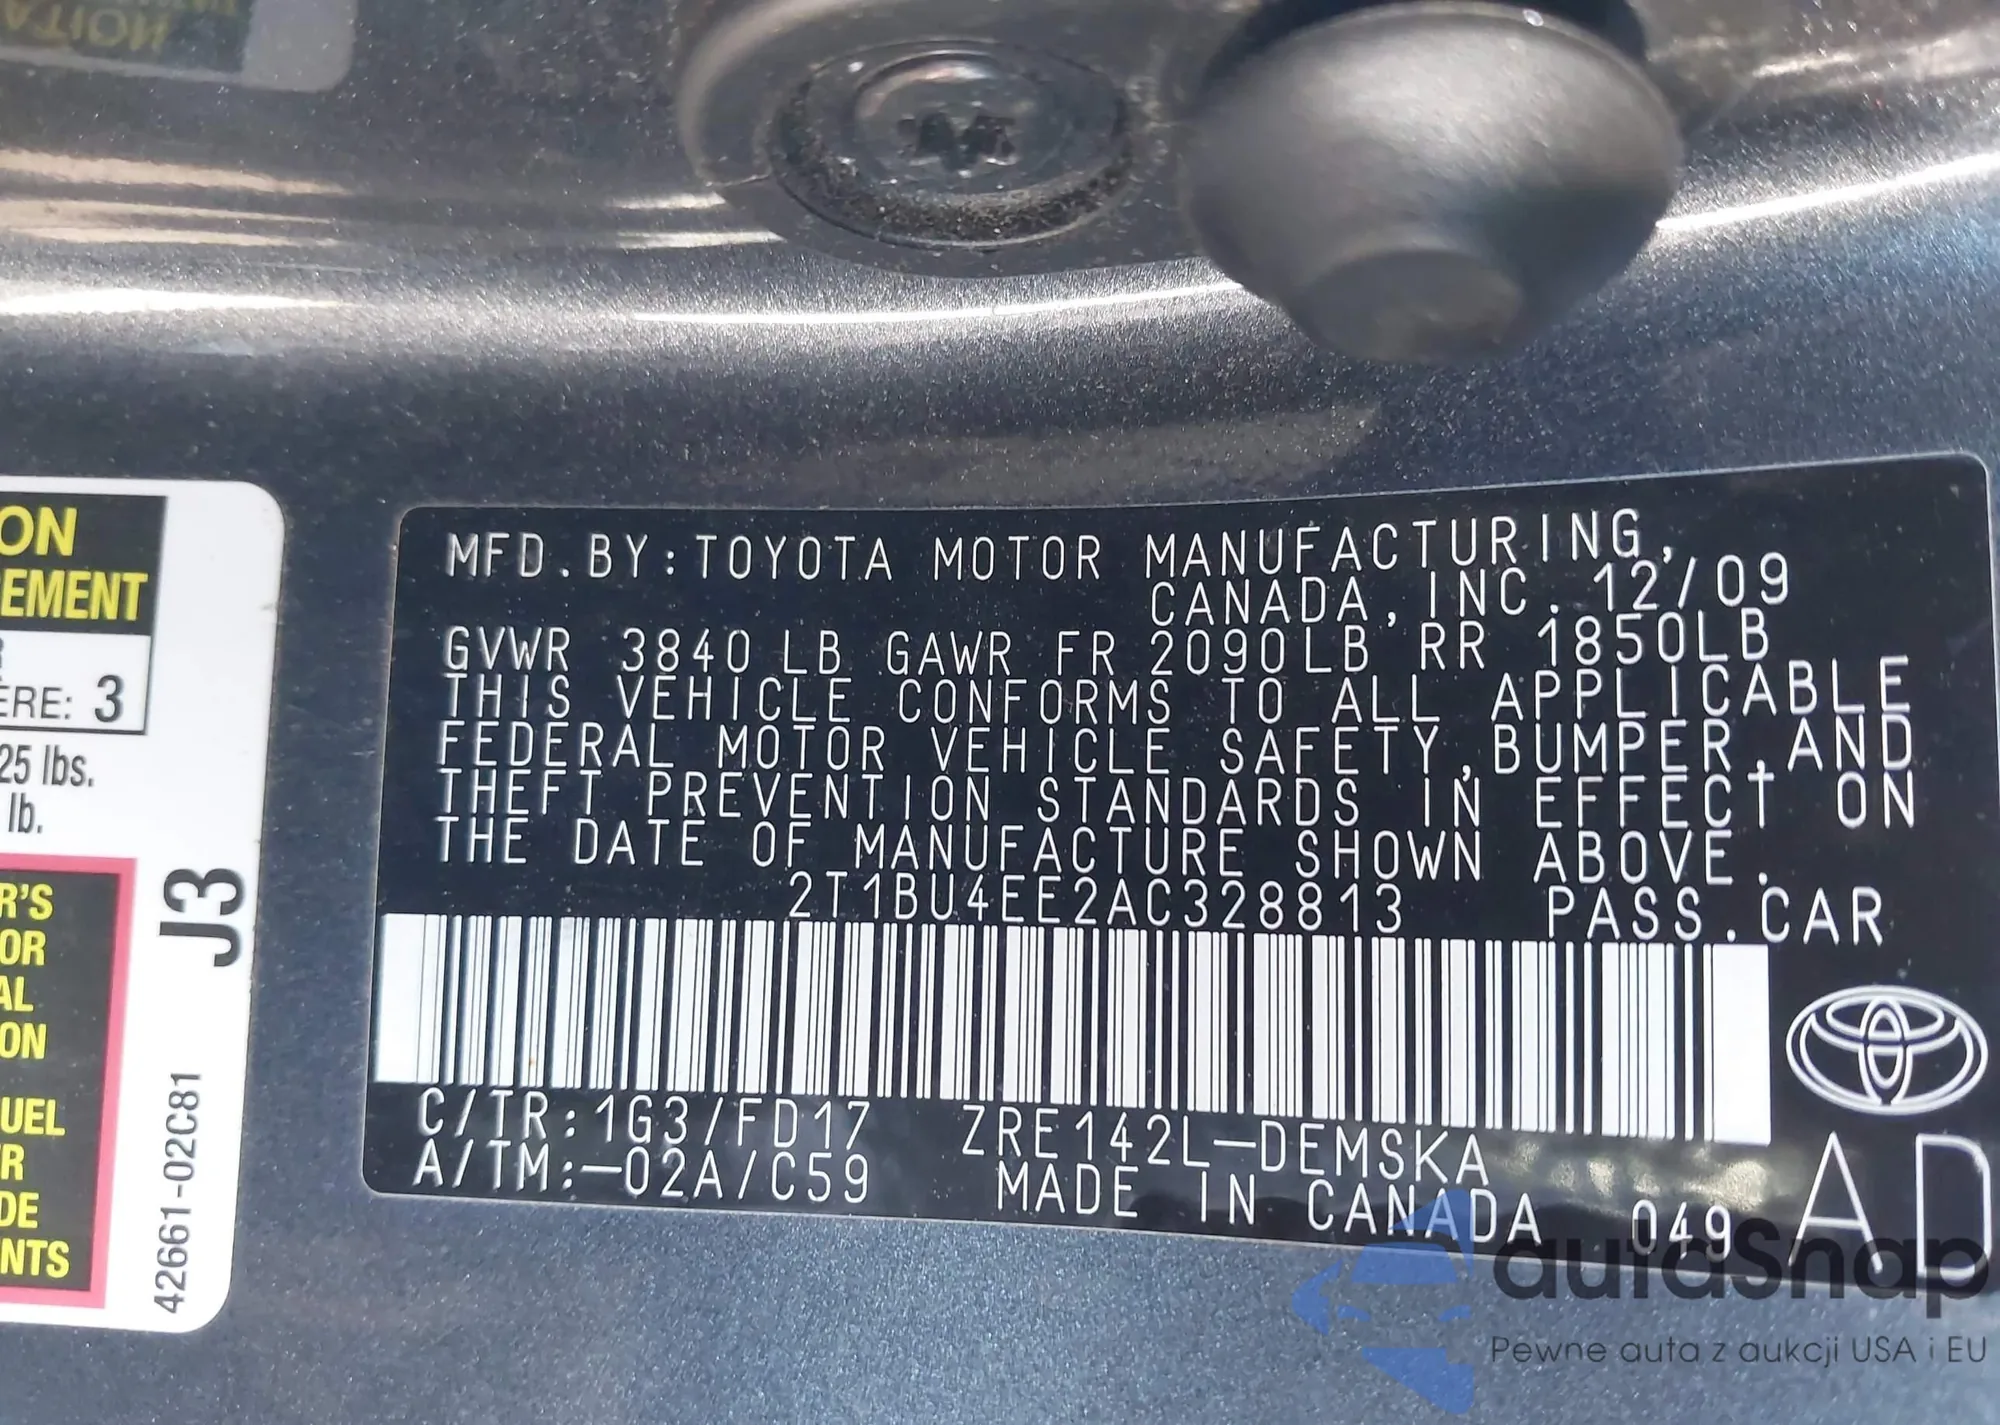 ON
EMENT
ERE: 3
25 lbs.
lb.
R'S
OR
AL
ON
UEL
R
DE
NTS
J3
42661-02C81
MFD.BY:TOYOTA MOTOR MANUFACTURING,
CANADA,INC. 12/09
GVWR 3840 LB GAWR FR 2090LB RR 1850LB
THIS VEHICLE CONFORMS TO ALL APPLICABLE
FEDERAL MOTOR VEHICLE SAFETY,BUMPER,AND
THEFT PREVENTION STANDARDS IN EFFECT ON
THE DATE OF MANUFACTURE SHOWN ABOVE.
2T1BU4EE2AC328813 PASS.CAR
C/TR:1G3/FD17 ZRE142L-DEMSKA
A/TM:-02A/C59 MADE IN CANADA 049
AD
autaSnap
Pewne auta z aukcji USA i EU